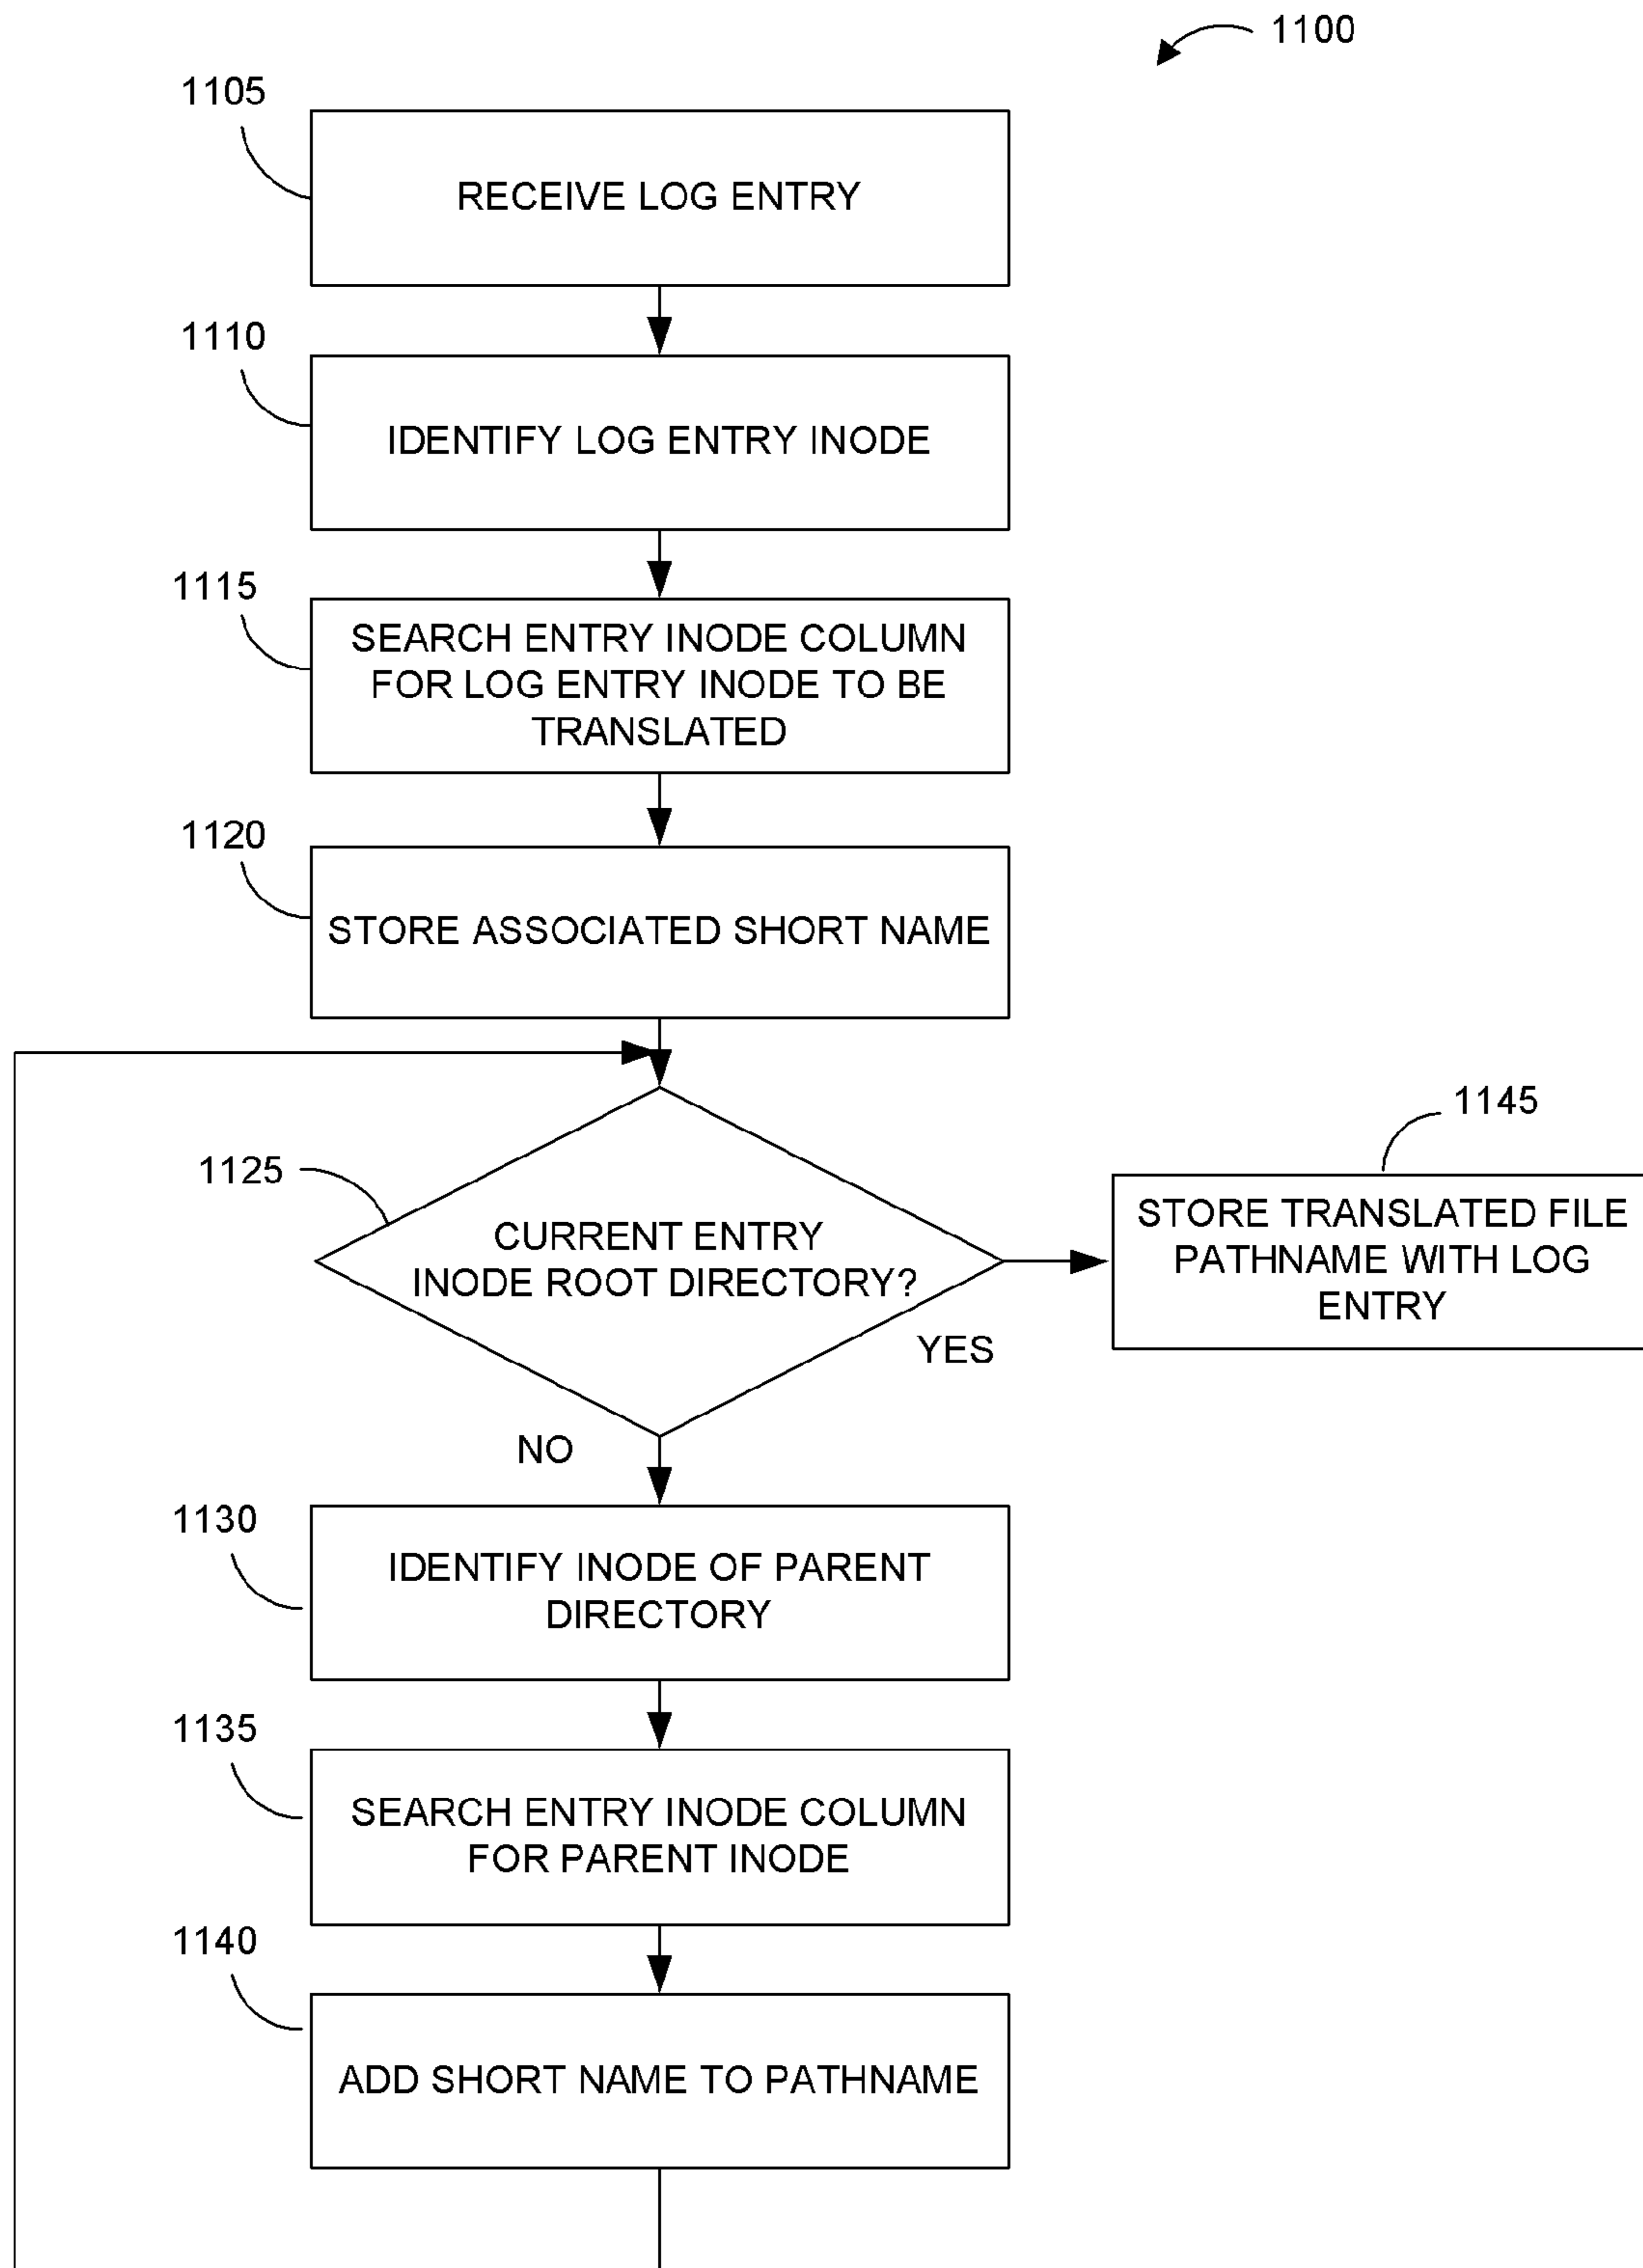 1100
1105
RECEIVE LOG ENTRY
1110
IDENTIFY LOG ENTRY INODE
1115
SEARCH ENTRY INODE COLUMN
FOR LOG ENTRY INODE TO BE
TRANSLATED
1120
STORE ASSOCIATED SHORT NAME
1125
CURRENT ENTRY
INODE ROOT DIRECTORY?
YES
1145
STORE TRANSLATED FILE
PATHNAME WITH LOG
ENTRY
NO
1130
IDENTIFY INODE OF PARENT
DIRECTORY
1135
SEARCH ENTRY INODE COLUMN
FOR PARENT INODE
1140
ADD SHORT NAME TO PATHNAME